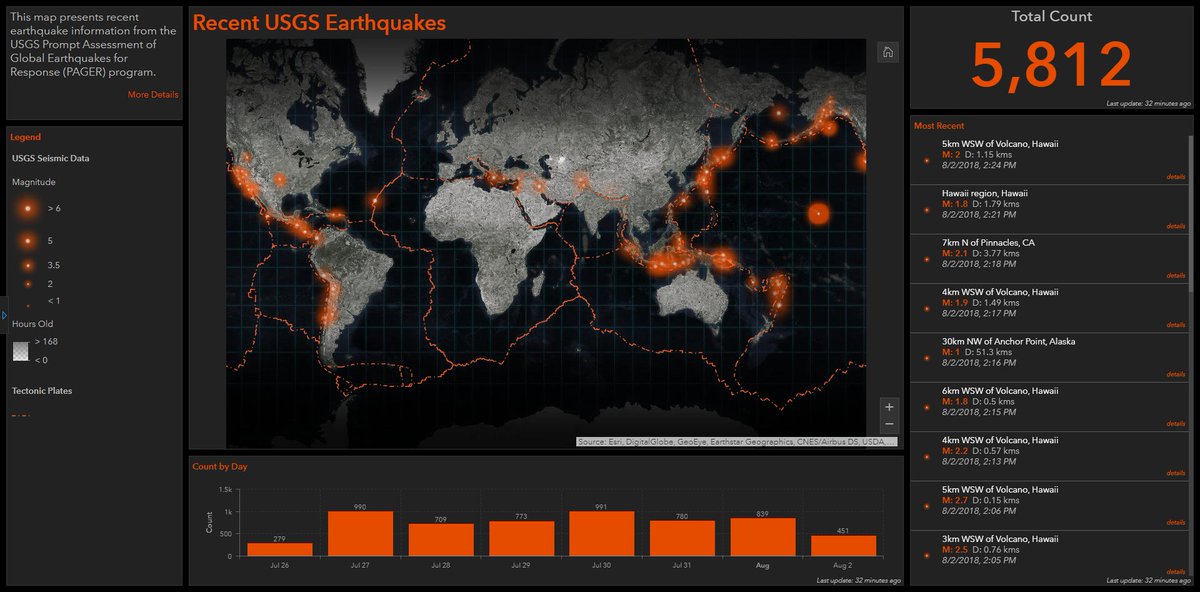 This map presents recent
earthquake information from the
USGS Prompt Assessment of
Global Earthquakes for
Response (PAGER) program.
More Details
Legend
USGS Seismic Data
Magnitude
> 6
5
3.5
2
< 1
Hours Old
> 168
< 0
Tectonic Plates
Recent USGS Earthquakes
Source: Esri, DigitalGlobe, GeoEye, Earthstar Geographics, CNES/Airbus DS, USDA,...
Count by Day
Count
1.5k
1k
500
0
279
990
709
773
991
780
839
451
Jul 26
Jul 27
Jul 28
Jul 29
Jul 30
Jul 31
Aug
Aug 2
Last update: 32 minutes ago
Total Count
5,812
Last update: 32 minutes ago
Most Recent
5km WSW of Volcano, Hawaii
M: 2 D: 1.15 kms
8/2/2018, 2:24 PM
details
Hawaii region, Hawaii
M: 1.8 D: 1.79 kms
8/2/2018, 2:21 PM
details
7km N of Pinnacles, CA
M: 2.1 D: 3.77 kms
8/2/2018, 2:18 PM
details
4km WSW of Volcano, Hawaii
M: 1.9 D: 1.49 kms
8/2/2018, 2:17 PM
details
30km NW of Anchor Point, Alaska
M: 1 D: 51.3 kms
8/2/2018, 2:16 PM
details
6km WSW of Volcano, Hawaii
M: 1.8 D: 0.5 kms
8/2/2018, 2:15 PM
details
4km WSW of Volcano, Hawaii
M: 2.2 D: 0.57 kms
8/2/2018, 2:13 PM
details
5km WSW of Volcano, Hawaii
M: 2.7 D: 0.15 kms
8/2/2018, 2:06 PM
details
3km WSW of Volcano, Hawaii
M: 2.5 D: 0.76 kms
8/2/2018, 2:05 PM
details
Last update: 32 minutes ago